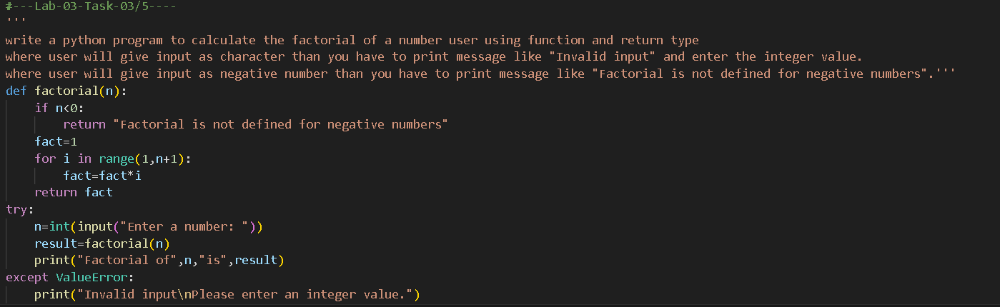 #---Lab-03-Task-03/5----
'''
write a python program to calculate the factorial of a number user using function and return type
where user will give input as character than you have to print message like "Invalid input" and enter the integer value.
where user will give input as negative number than you have to print message like "Factorial is not defined for negative numbers".'''
def factorial(n):
    if n<0:
        return "Factorial is not defined for negative numbers"
    fact=1
    for i in range(1,n+1):
        fact=fact*i
    return fact
try:
    n=int(input("Enter a number: "))
    result=factorial(n)
    print("Factorial of",n,"is",result)
except ValueError:
    print("Invalid input\nPlease enter an integer value.")